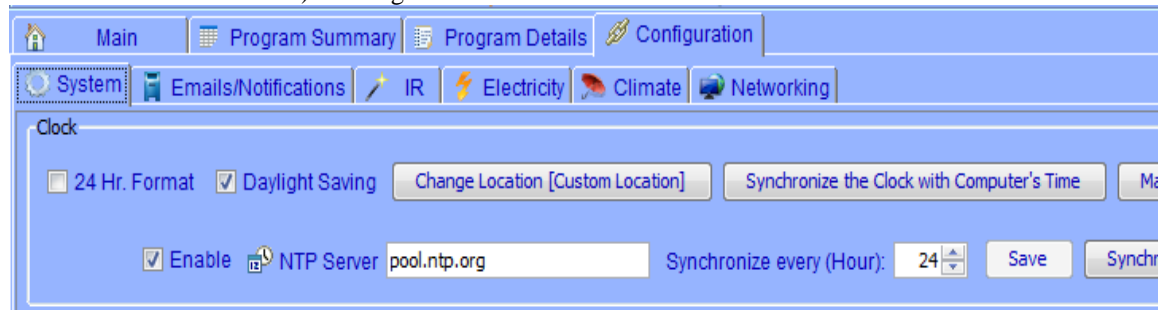 Main Program Summary Program Details Configuration
System Emails/Notifications IR Electricity Climate Networking
Clock
24 Hr. Format Daylight Saving Change Location [Custom Location] Synchronize the Clock with Computer's Time
Enable NTP Server pool.ntp.org Synchronize every (Hour): 24 Save